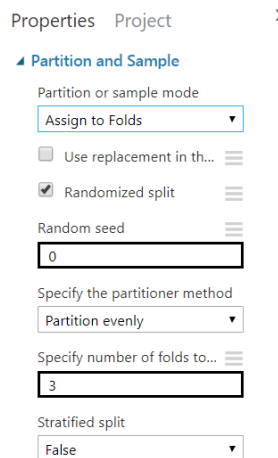 Properties Project
Partition and Sample
Partition or sample mode
Assign to Folds
Use replacement in th...
Randomized split
Random seed
0
Specify the partitioner method
Partition evenly
Specify number of folds to...
3
Stratified split
False